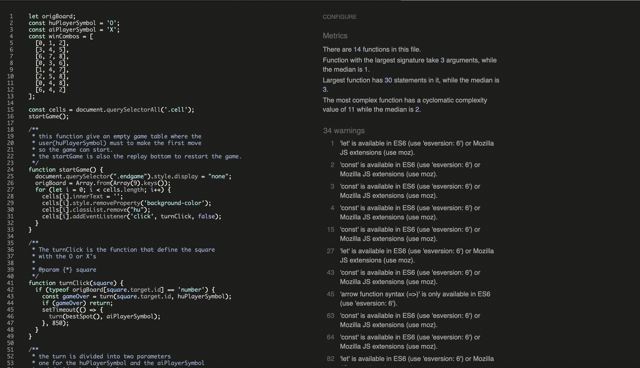 1 let origBoard;
2 const huPlayerSymbol = 'O';
3 const aiPlayerSymbol = 'X';
4 const winCombos = [
5 [0, 1, 2],
6 [3, 4, 5],
7 [6, 7, 8],
8 [0, 3, 6],
9 [1, 4, 7],
10 [2, 5, 8],
11 [0, 4, 8],
12 [6, 4, 2]
13 ];
14
15 const cells = document.querySelectorAll('.cell');
16 startGame();
17
18 /**
19 * this function give an empty game table where the
20 * user(huPlayerSymbol) must to make the first move
21 * so the game can start.
22 * the startGame is also the replay bottom to restart the game.
23 */
24 function startGame() {
25 document.querySelector(".endgame").style.display = "none";
26 origBoard = Array.from(Array(9).keys());
27 for (let i = 0; i < cells.length; i++) {
28 cells[i].innerText = '';
29 cells[i].style.removeProperty('background-color');
30 cells[i].classList.remove("hu");
31 cells[i].addEventListener('click', turnClick, false);
32 }
33 }
34
35 /**
36 * The turnClick is the function that define the square
37 * with the O or X's
38 *
39 * @param {*} square
40 */
41 function turnClick(square) {
42 if (typeof origBoard[square.target.id] == 'number') {
43 const gameOver = turn(square.target.id, huPlayerSymbol);
44 if (gameOver) return;
45 setTimeout(() => {
46 turn(bestSpot(), aiPlayerSymbol);
47 }, 850);
48 }
49 }
50
51 /**
52 * the turn is divided into two parameters
53 * one for the huPlayerSymbol and the aiPlayerSymbol
CONFIGURE
Metrics
There are 14 functions in this file.
Function with the largest signature take 3 arguments, while
the median is 1.
Largest function has 30 statements in it, while the median is
3.
The most complex function has a cyclomatic complexity
value of 11 while the median is 2.
34 warnings
1 'let' is available in ES6 (use 'esversion: 6') or Mozilla
JS extensions (use moz).
2 'const' is available in ES6 (use 'esversion: 6') or
Mozilla JS extensions (use moz).
3 'const' is available in ES6 (use 'esversion: 6') or
Mozilla JS extensions (use moz).
4 'const' is available in ES6 (use 'esversion: 6') or
Mozilla JS extensions (use moz).
15 'const' is available in ES6 (use 'esversion: 6') or
Mozilla JS extensions (use moz).
27 'let' is available in ES6 (use 'esversion: 6') or Mozilla
JS extensions (use moz).
43 'const' is available in ES6 (use 'esversion: 6') or
Mozilla JS extensions (use moz).
45 'arrow function syntax (=>)' is only available in ES6
(use 'esversion: 6').
63 'const' is available in ES6 (use 'esversion: 6') or
Mozilla JS extensions (use moz).
64 'const' is available in ES6 (use 'esversion: 6') or
Mozilla JS extensions (use moz).
82 'let' is available in ES6 (use 'esversion: 6') or Mozilla